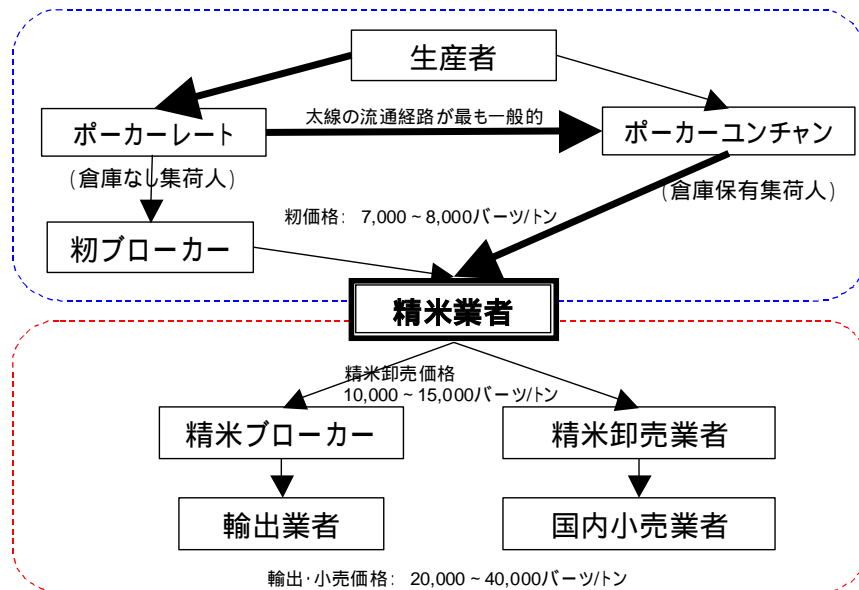 生産者
太線の流通経路が最も一般的
ポーカーレート
ポーカーユンチャン
(倉庫なし集荷人)
(倉庫保有集荷人)
籾価格: 7,000~8,000バーツ/トン
籾ブローカー
精米業者
精米卸売価格
10,000~15,000バーツ/トン
精米ブローカー
精米卸売業者
輸出業者
国内小売業者
輸出・小売価格: 20,000~40,000バーツ/トン